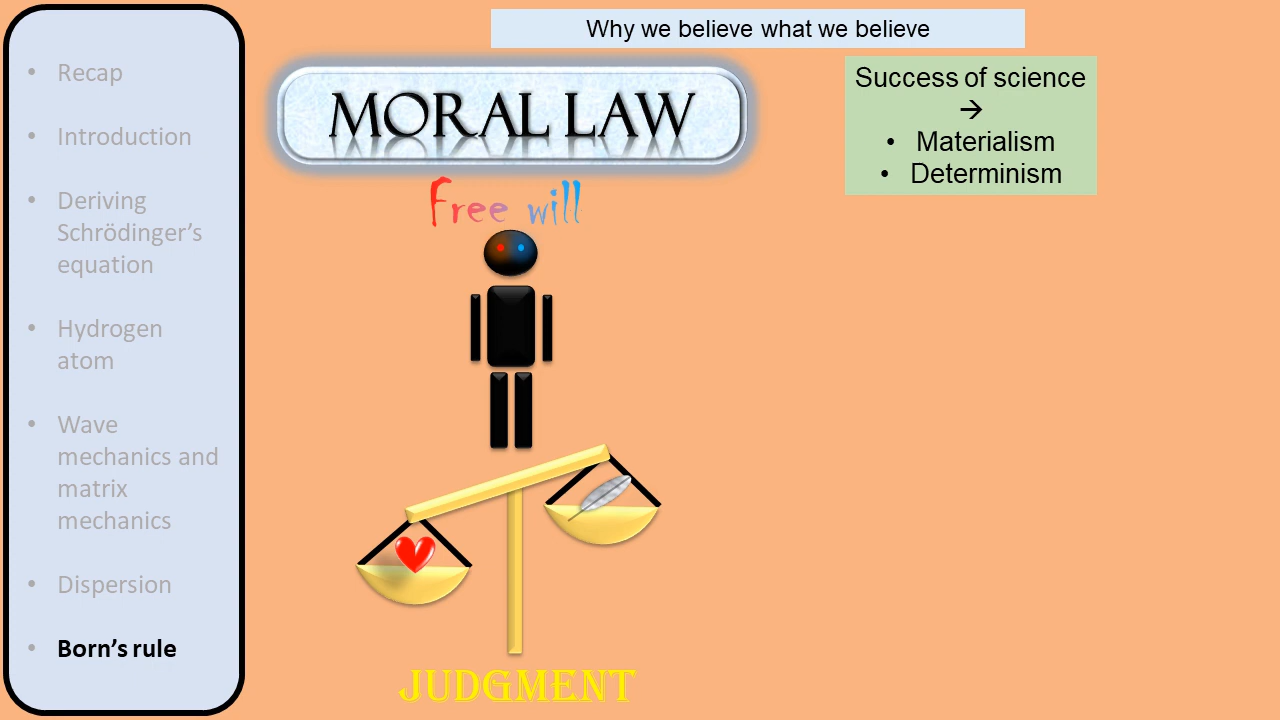 • Recap
• Introduction
• Deriving
Schrödinger’s
equation
• Hydrogen
atom
• Wave
mechanics and
matrix
mechanics
• Dispersion
• Born’s rule
Why we believe what we believe
MORAL LAW
Free will
JUDGMENT
Success of science
→
• Materialism
• Determinism